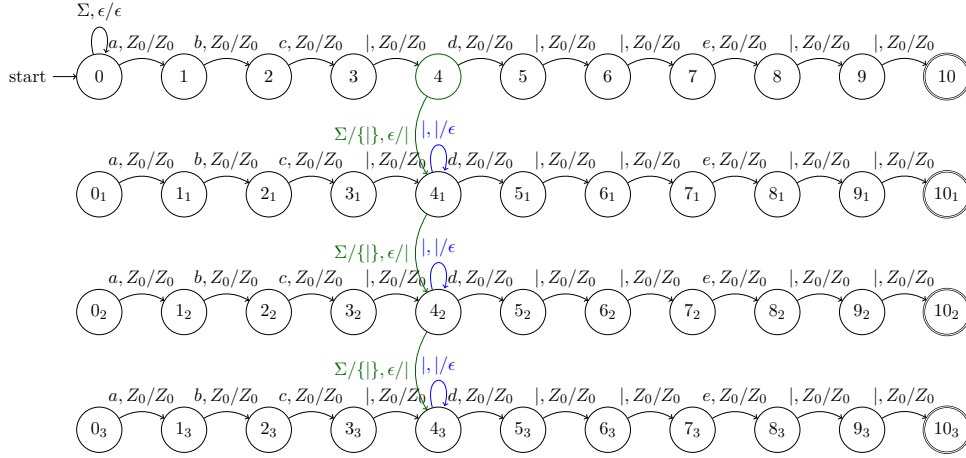 Σ, ϵ/ϵ
a, Z₀/Z₀ b, Z₀/Z₀ c, Z₀/Z₀ |, Z₀/Z₀ d, Z₀/Z₀ |, Z₀/Z₀ |, Z₀/Z₀ e, Z₀/Z₀ |, Z₀/Z₀ |, Z₀/Z₀
start 0 1 2 3 4 5 6 7 8 9 10
Σ/{|}, ϵ/| |, |/ϵ
a, Z₀/Z₀ b, Z₀/Z₀ c, Z₀/Z₀ |, Z₀/Z₀ d, Z₀/Z₀ |, Z₀/Z₀ |, Z₀/Z₀ e, Z₀/Z₀ |, Z₀/Z₀ |, Z₀/Z₀
0₁ 1₁ 2₁ 3₁ 4₁ 5₁ 6₁ 7₁ 8₁ 9₁ 10₁
Σ/{|}, ϵ/| |, |/ϵ
a, Z₀/Z₀ b, Z₀/Z₀ c, Z₀/Z₀ |, Z₀/Z₀ d, Z₀/Z₀ |, Z₀/Z₀ |, Z₀/Z₀ e, Z₀/Z₀ |, Z₀/Z₀ |, Z₀/Z₀
0₂ 1₂ 2₂ 3₂ 4₂ 5₂ 6₂ 7₂ 8₂ 9₂ 10₂
Σ/{|}, ϵ/| |, |/ϵ
a, Z₀/Z₀ b, Z₀/Z₀ c, Z₀/Z₀ |, Z₀/Z₀ d, Z₀/Z₀ |, Z₀/Z₀ |, Z₀/Z₀ e, Z₀/Z₀ |, Z₀/Z₀ |, Z₀/Z₀
0₃ 1₃ 2₃ 3₃ 4₃ 5₃ 6₃ 7₃ 8₃ 9₃ 10₃